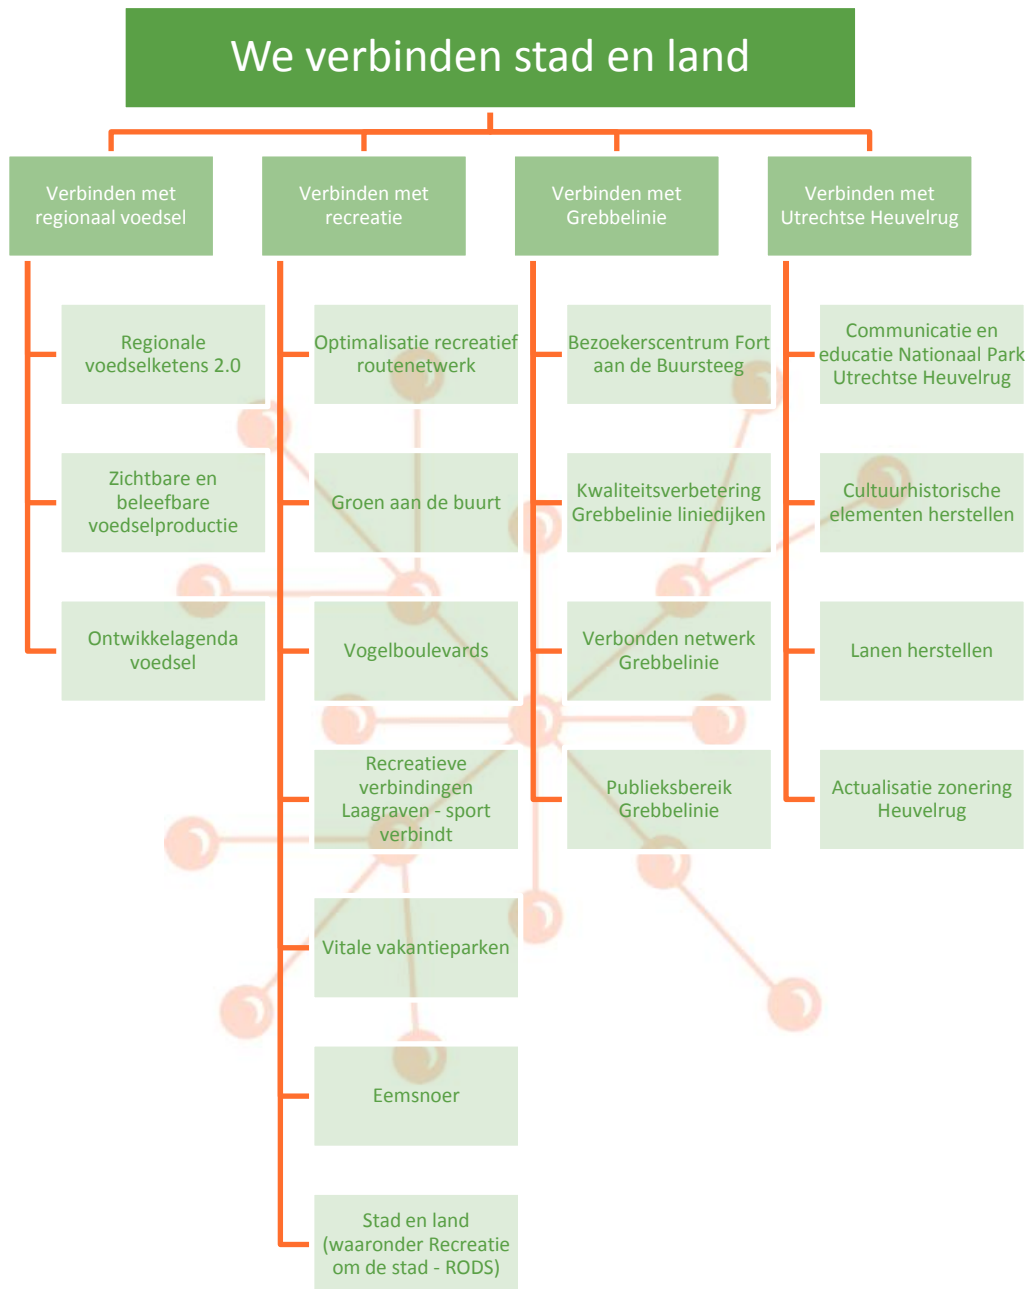 We verbinden stad en land
Verbinden met
regionaal voedsel
Verbinden met
recreatie
Verbinden met
Grebbelinie
Verbinden met
Utrechtse Heuvelrug
Regionale
voedselketens 2.0
Zichtbare en
beleefbare
voedselproductie
Ontwikkelagenda
voedsel
Optimalisatie recreatief
routenetwerk
Groen aan de buurt
Vogelboulevards
Recreatieve
verbindingen
Laagraven - sport
verbindt
Vitale vakantieparken
Eemsnoer
Stad en land
(waaronder Recreatie
om de stad - RODS)
Bezoekerscentrum Fort
aan de Buursteeg
Kwaliteitsverbetering
Grebbelinie liniedijken
Verbonden netwerk
Grebbelinie
Publieksbereik
Grebbelinie
Communicatie en
educatie Nationaal Park
Utrechtse Heuvelrug
Cultuurhistorische
elementen herstellen
Lanen herstellen
Actualisatie zonering
Heuvelrug